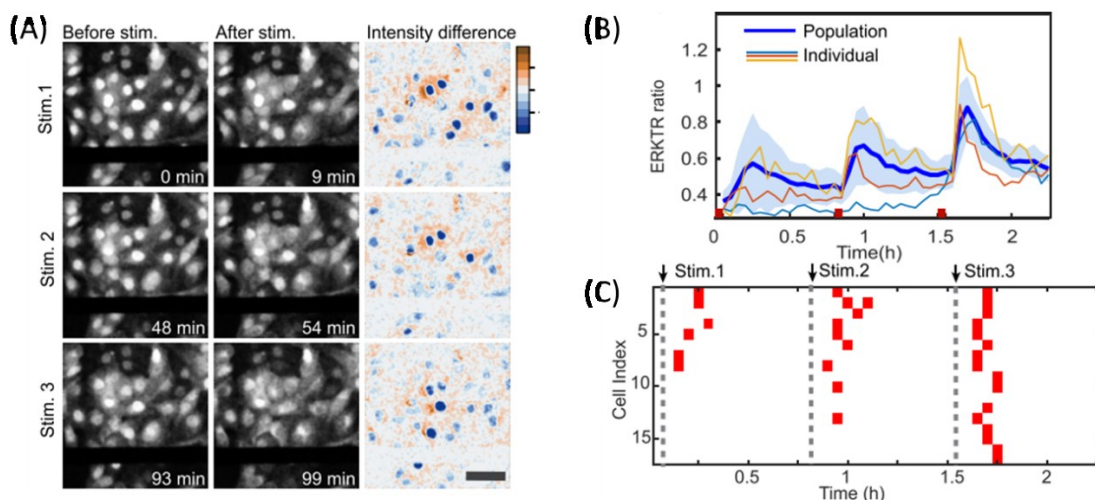 (A)
Before stim. After stim. Intensity difference
Stim.1
0 min 9 min
Stim. 2
48 min 54 min
Stim. 3
93 min 99 min
(B)
Population
Individual
ERKTR ratio
1.2
1
0.8
0.6
0.4
0 0.5 1 1.5 2
Time(h)
Stim.1 Stim.2 Stim.3
(C)
Cell Index
5
10
15
0.5 1 1.5 2
Time (h)